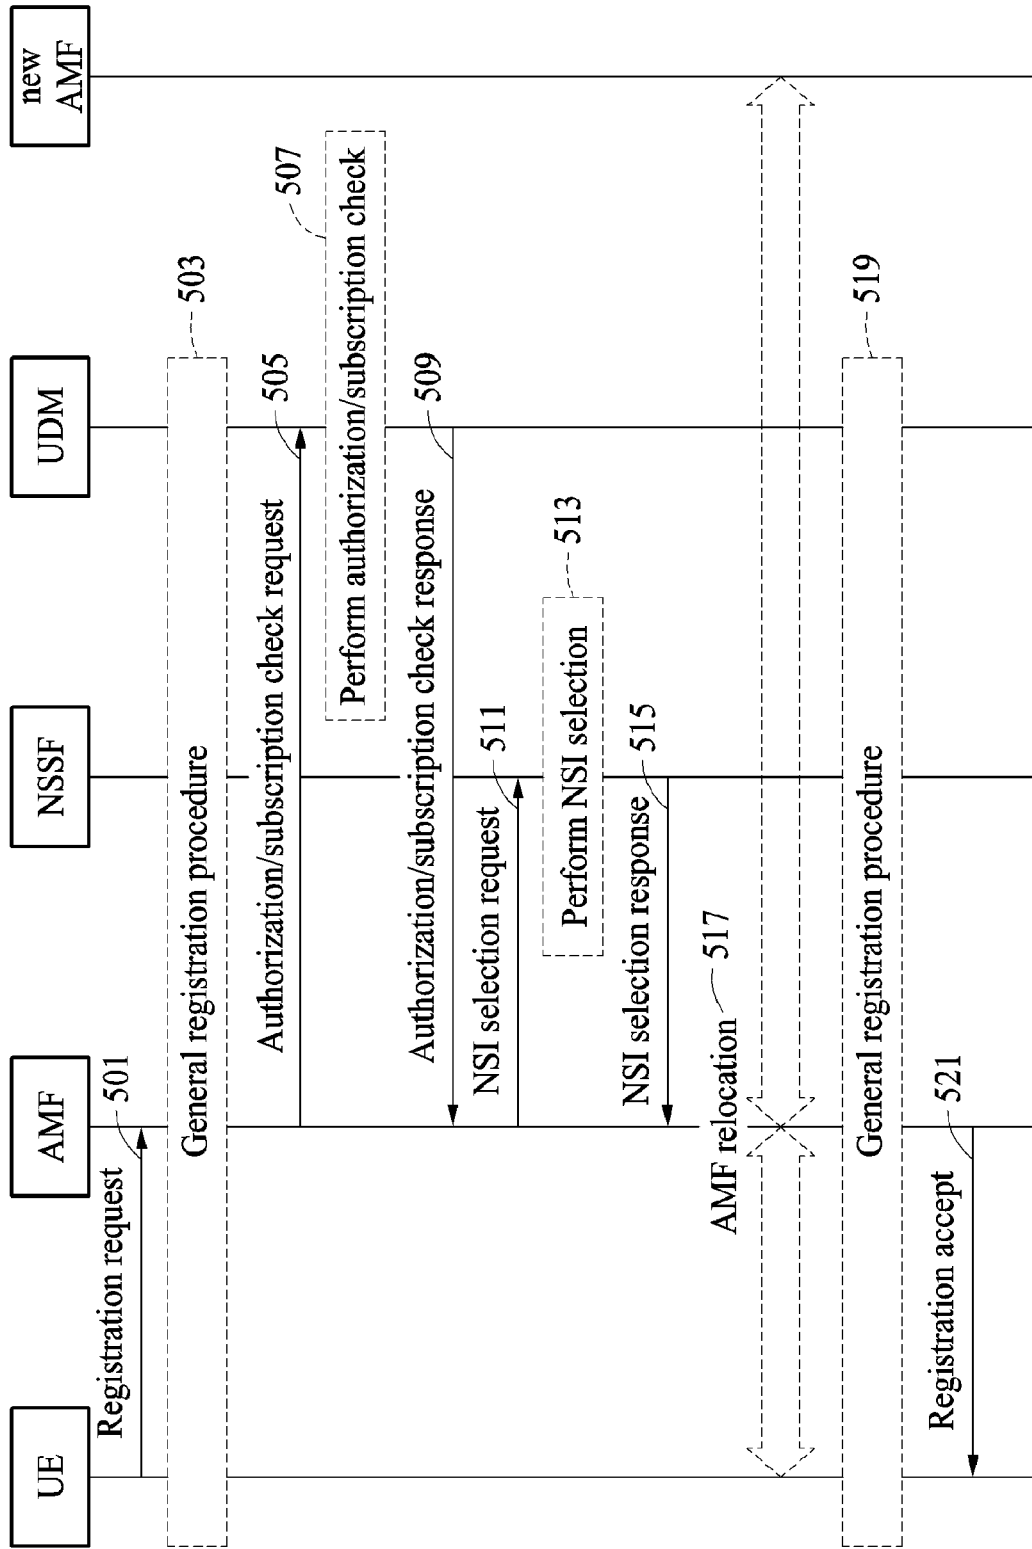 UE
AMF
NSSF
UDM
new
AMF
Registration request
501
General registration procedure
503
Authorization/subscription check request
505
507
Perform authorization/subscription check
Authorization/subscription check response
509
NSI selection request
511
Perform NSI selection
513
NSI selection response
515
AMF relocation
517
General registration procedure
519
Registration accept
521